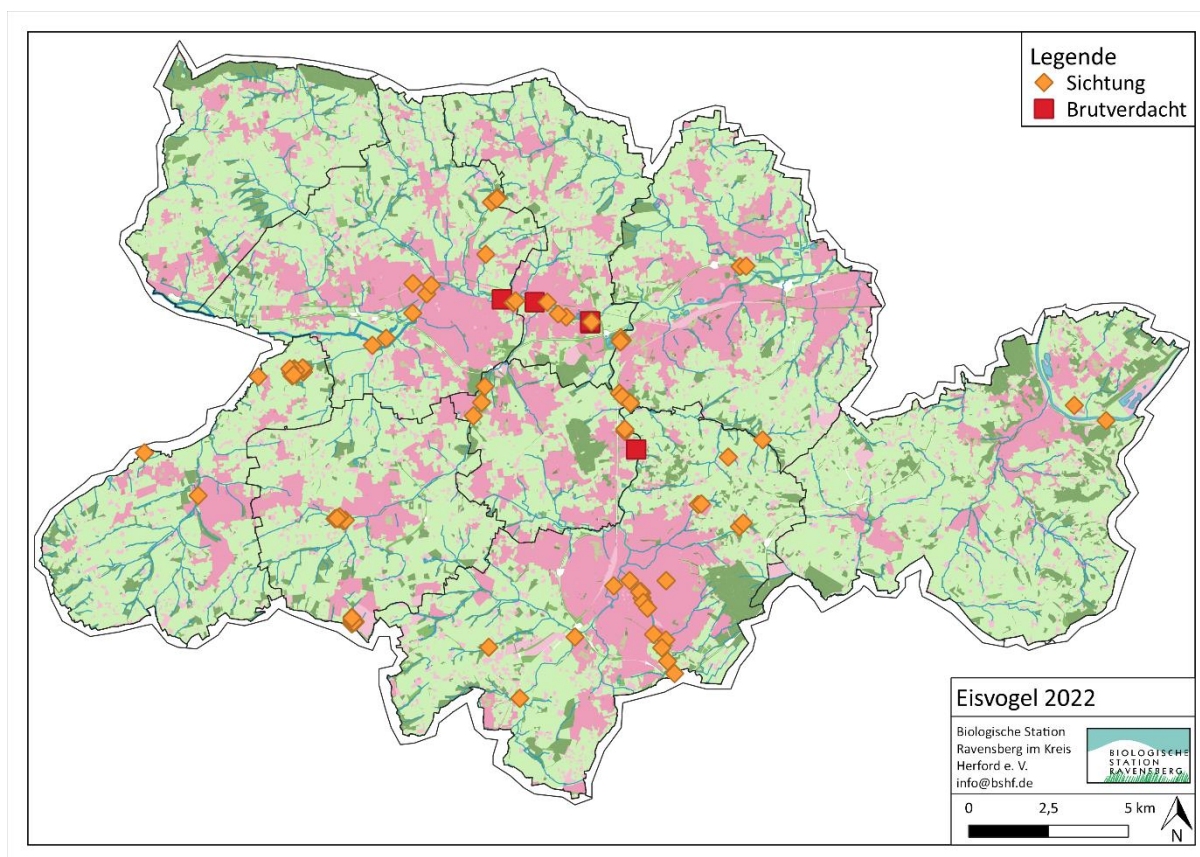 Legende
Sichtung
Brutverdacht
Eisvogel 2022
Biologische Station
Ravensberg im Kreis
Herford e. V.
info@bshf.de
BIOLOGISCHE
STATION
RAVENSBERG
0 2,5 5 km
N